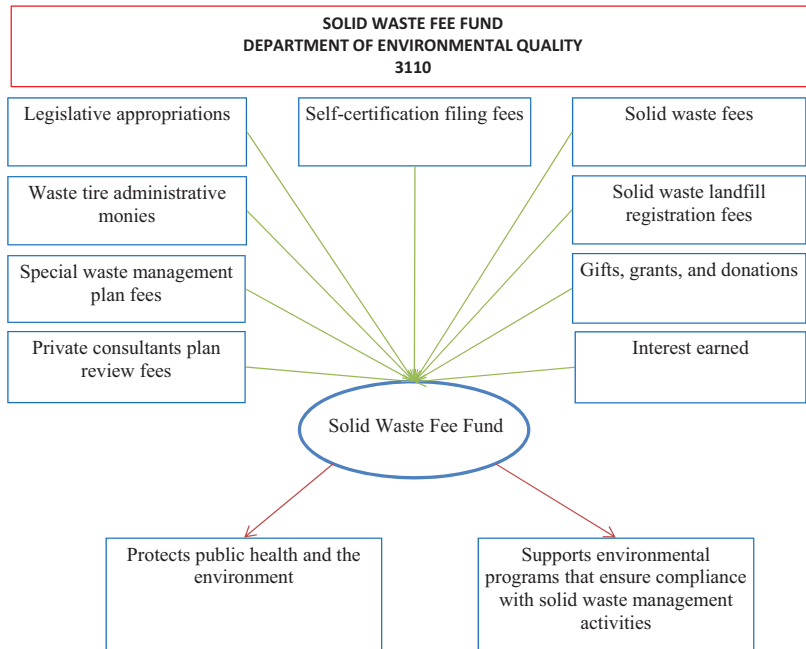 SOLID WASTE FEE FUND
DEPARTMENT OF ENVIRONMENTAL QUALITY
3110
Legislative appropriations
Self-certification filing fees
Solid waste fees
Waste tire administrative
monies
Solid waste landfill
registration fees
Special waste management
plan fees
Gifts, grants, and donations
Private consultants plan
review fees
Interest earned
Solid Waste Fee Fund
Protects public health and the
environment
Supports environmental
programs that ensure compliance
with solid waste management
activities